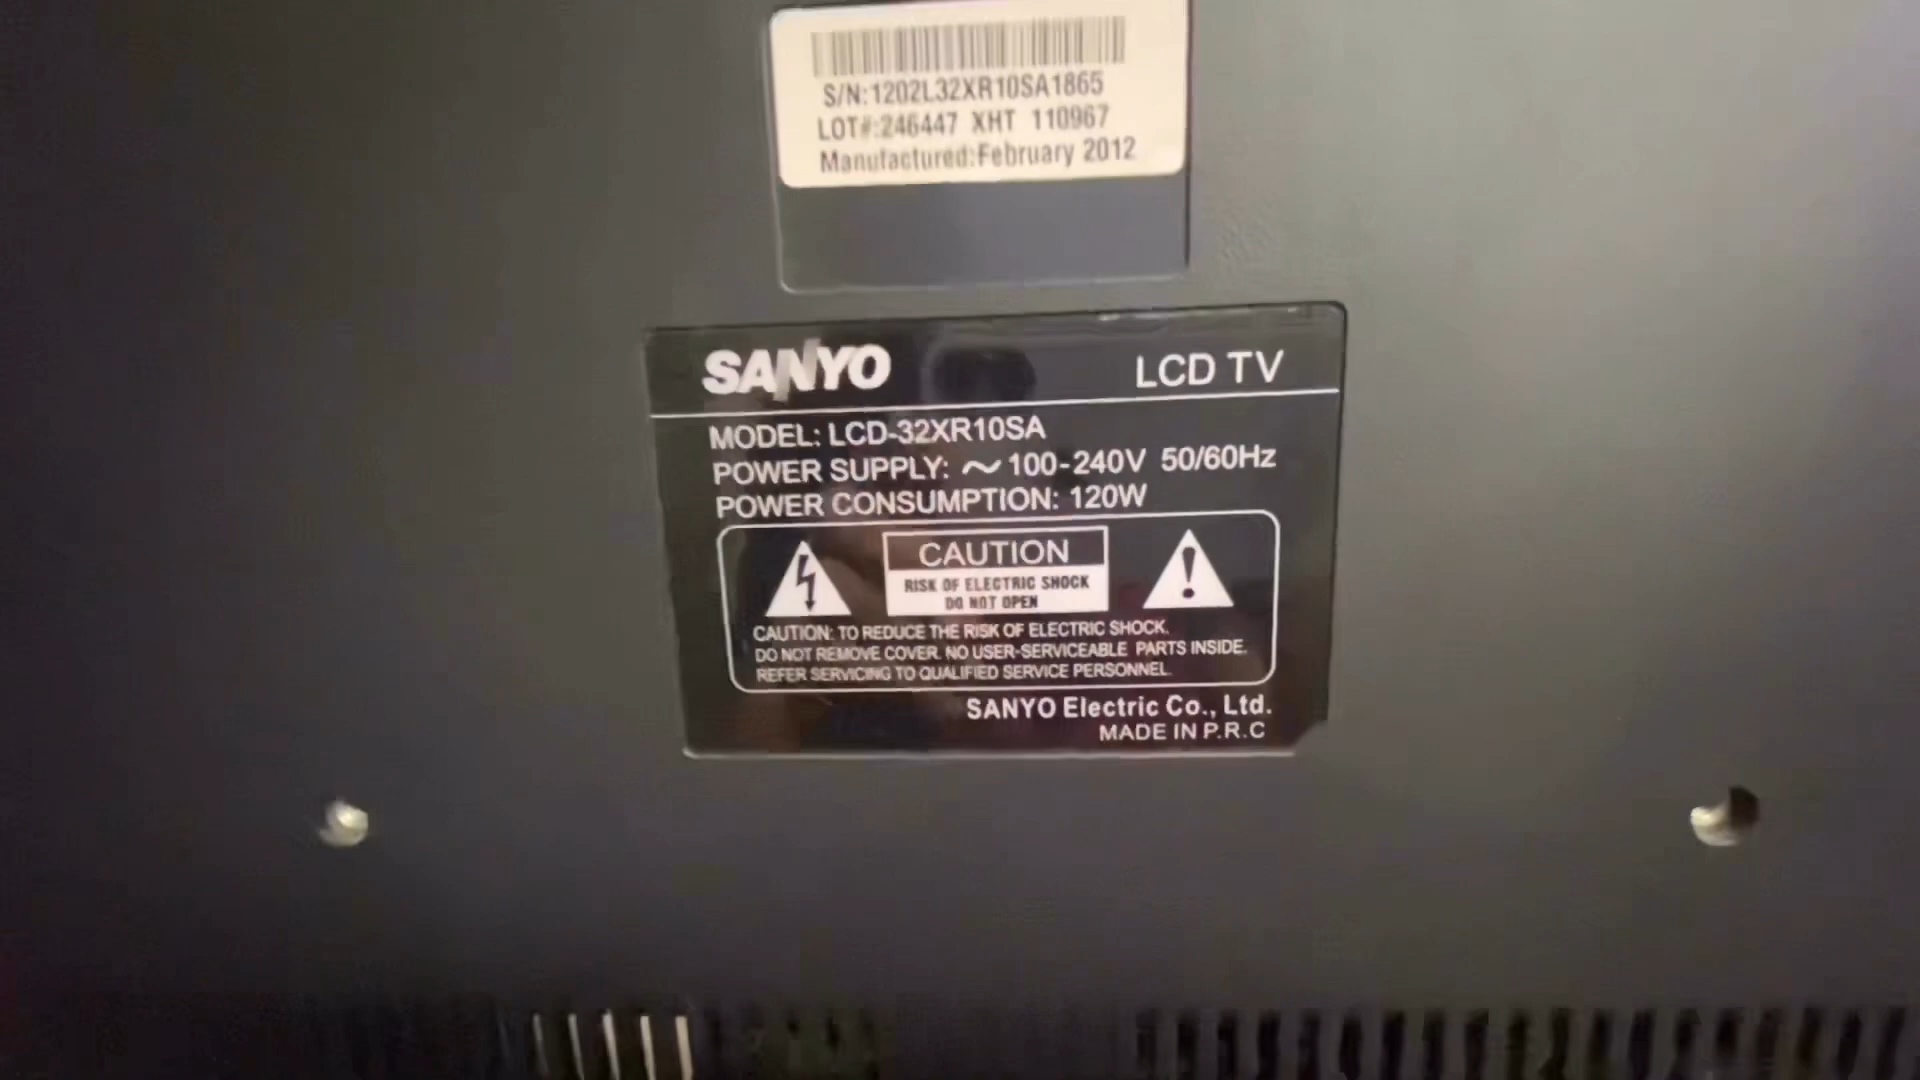 S/N:1202L32XR10SA1865
LOT#:246447 XHT 110967
Manufactured:February 2012
SANYO LCD TV
MODEL: LCD-32XR10SA
POWER SUPPLY: ～100-240V 50/60Hz
POWER CONSUMPTION: 120W
CAUTION
RISK OF ELECTRIC SHOCK
DO NOT OPEN
CAUTION: TO REDUCE THE RISK OF ELECTRIC SHOCK.
DO NOT REMOVE COVER. NO USER-SERVICEABLE PARTS INSIDE.
REFER SERVICING TO QUALIFIED SERVICE PERSONNEL.
SANYO Electric Co., Ltd.
MADE IN P.R.C